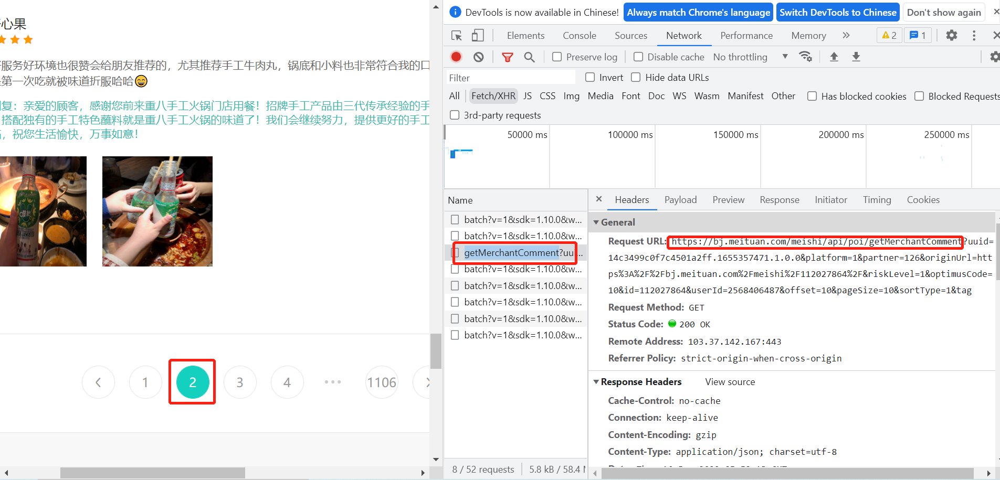 心果
服务好环境也很赞会给朋友推荐的，尤其推荐手工牛肉丸，锅底和小料也非常符合我的口
第一次吃就被味道折服哈哈😄
复：亲爱的顾客，感谢您前来重八手工火锅门店用餐！招牌手工产品由三代传承经验的手
搭配独有的手工特色蘸料就是重八手工火锅的味道了！我们会继续努力，提供更好的手工
，祝您生活愉快，万事如意！
1
2
3
4
•••
1106
DevTools is now available in Chinese!
Always match Chrome's language
Switch DevTools to Chinese
Don't show again
Elements
Console
Sources
Network
Performance
Memory
2
1
Preserve log
Disable cache
No throttling
Filter
Invert
Hide data URLs
All
Fetch/XHR
JS
CSS
Img
Media
Font
Doc
WS
Wasm
Manifest
Other
Has blocked cookies
Blocked Requests
3rd-party requests
50000 ms
100000 ms
150000 ms
200000 ms
250000 ms
Name
batch?v=1&sdk=1.10.0&w...
batch?v=1&sdk=1.10.0&w...
getMerchantComment?uui...
batch?v=1&sdk=1.10.0&w...
batch?v=1&sdk=1.10.0&w...
batch?v=1&sdk=1.10.0&w...
batch?v=1&sdk=1.10.0&w...
batch?v=1&sdk=1.10.0&w...
8 / 52 requests
5.8 kB / 58.4
Headers
Payload
Preview
Response
Initiator
Timing
Cookies
General
Request URL: https://bj.meituan.com/meishi/api/poi/getMerchantComment?uuid=
14c3499c0f7c4501a2ff.1655357471.1.0.0&platform=1&partner=126&originUrl=htt
ps%3A%2F%2Fbj.meituan.com%2Fmeishi%2F112027864%2F&riskLevel=1&optimusCode=
10&id=112027864&userId=2568406487&offset=10&pageSize=10&sortType=1&tag
Request Method: GET
Status Code: 200 OK
Remote Address: 103.37.142.167:443
Referrer Policy: strict-origin-when-cross-origin
Response Headers
View source
Cache-Control: no-cache
Connection: keep-alive
Content-Encoding: gzip
Content-Type: application/json; charset=utf-8